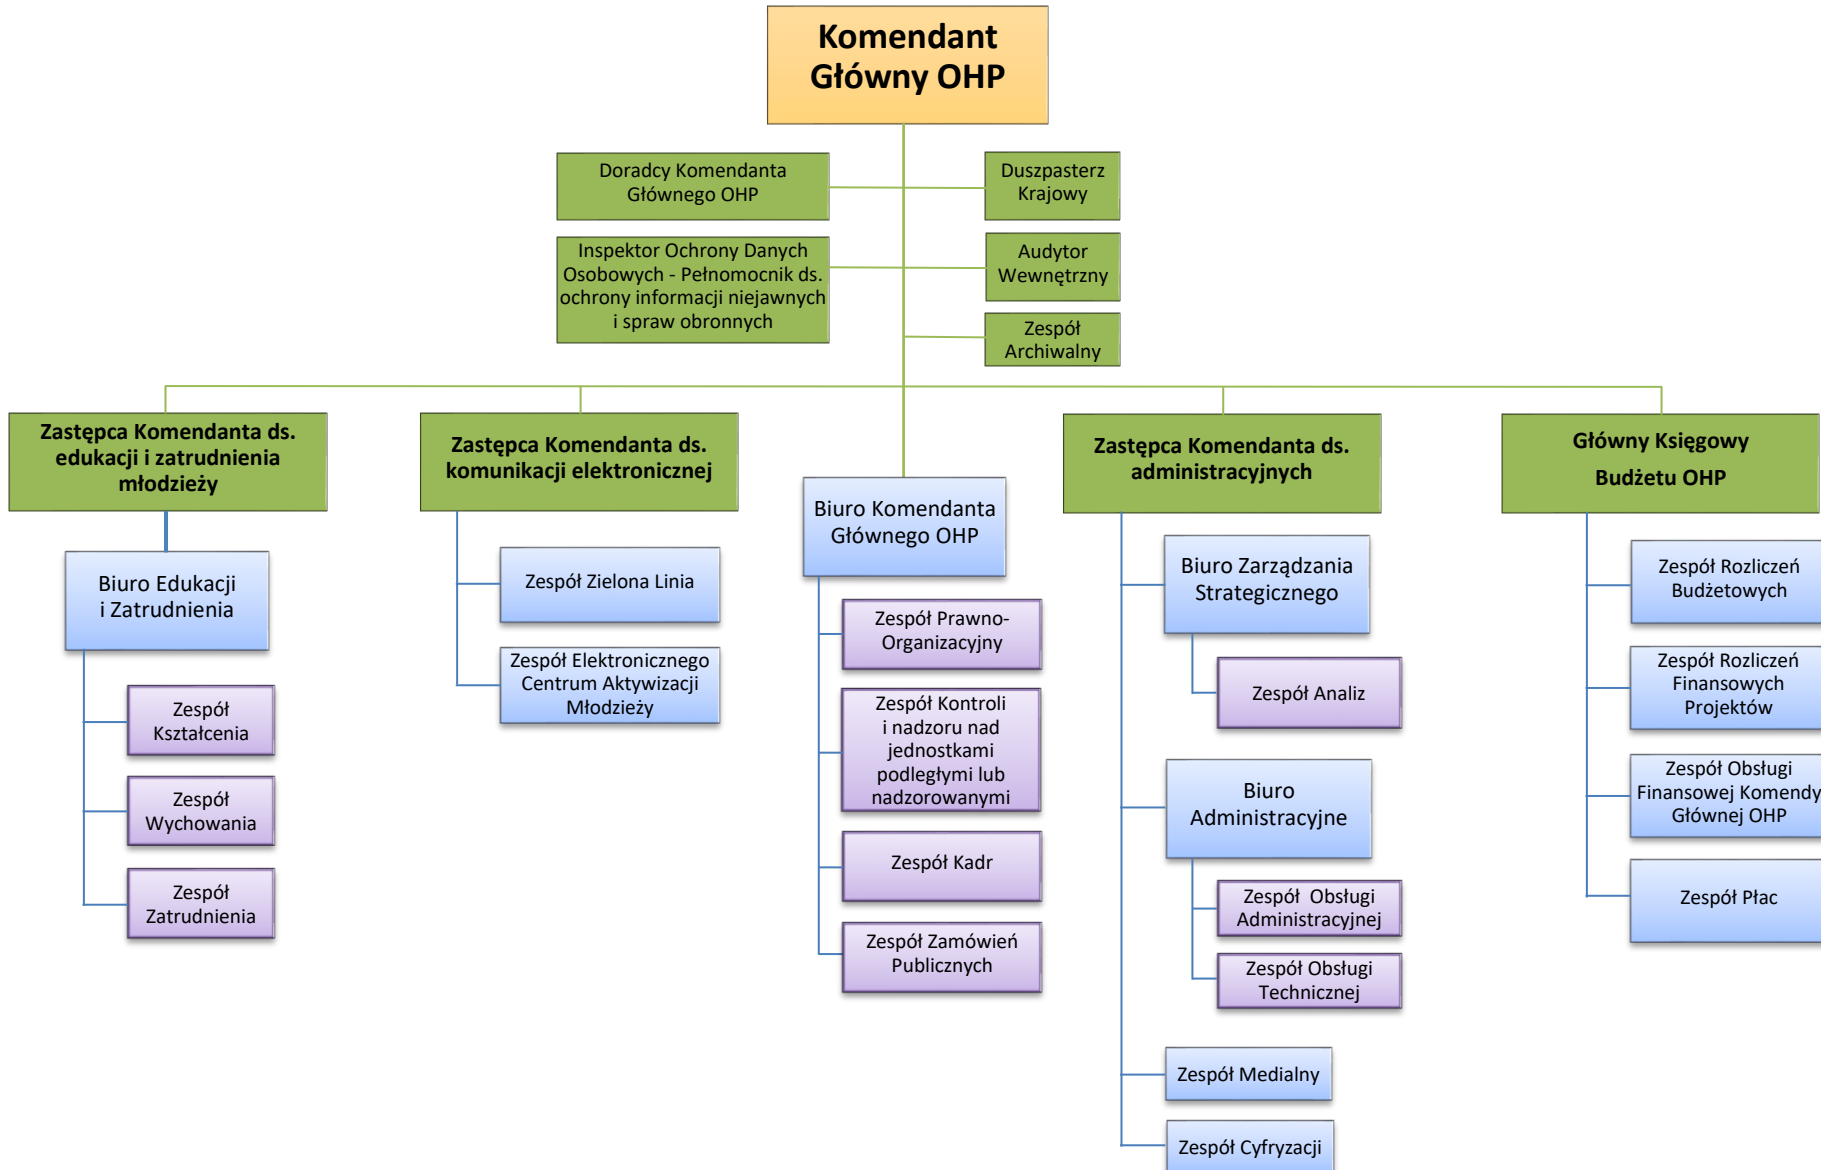 Komendant
Główny OHP
Doradcy Komendanta
Głównego OHP
Duszpasterz
Krajowy
Inspektor Ochrony Danych
Osobowych - Pełnomocnik ds.
ochrony informacji niejawnych
i spraw obronnych
Audytor
Wewnętrzny
Zespół
Archiwalny
Zastępca Komendanta ds.
edukacji i zatrudnienia
młodzieży
Biuro Edukacji
i Zatrudnienia
Zespół
Kształcenia
Zespół
Wychowania
Zespół
Zatrudnienia
Zastępca Komendanta ds.
komunikacji elektronicznej
Zespół Zielona Linia
Zespół Elektronicznego
Centrum Aktywizacji
Młodzieży
Biuro Komendanta
Głównego OHP
Zespół Prawno-
Organizacyjny
Zespół Kontroli
i nadzoru nad
jednostkami
podległymi lub
nadzorowanymi
Zespół Kadr
Zespół Zamówień
Publicznych
Zastępca Komendanta ds.
administracyjnych
Biuro Zarządzania
Strategicznego
Zespół Analiz
Biuro
Administracyjne
Zespół Obsługi
Administracyjnej
Zespół Obsługi
Technicznej
Zespół Medialny
Zespół Cyfryzacji
Główny Księgowy
Budżetu OHP
Zespół Rozliczeń
Budżetowych
Zespół Rozliczeń
Finansowych
Projektów
Zespół Obsługi
Finansowej Komendy
Głównej OHP
Zespół Płac